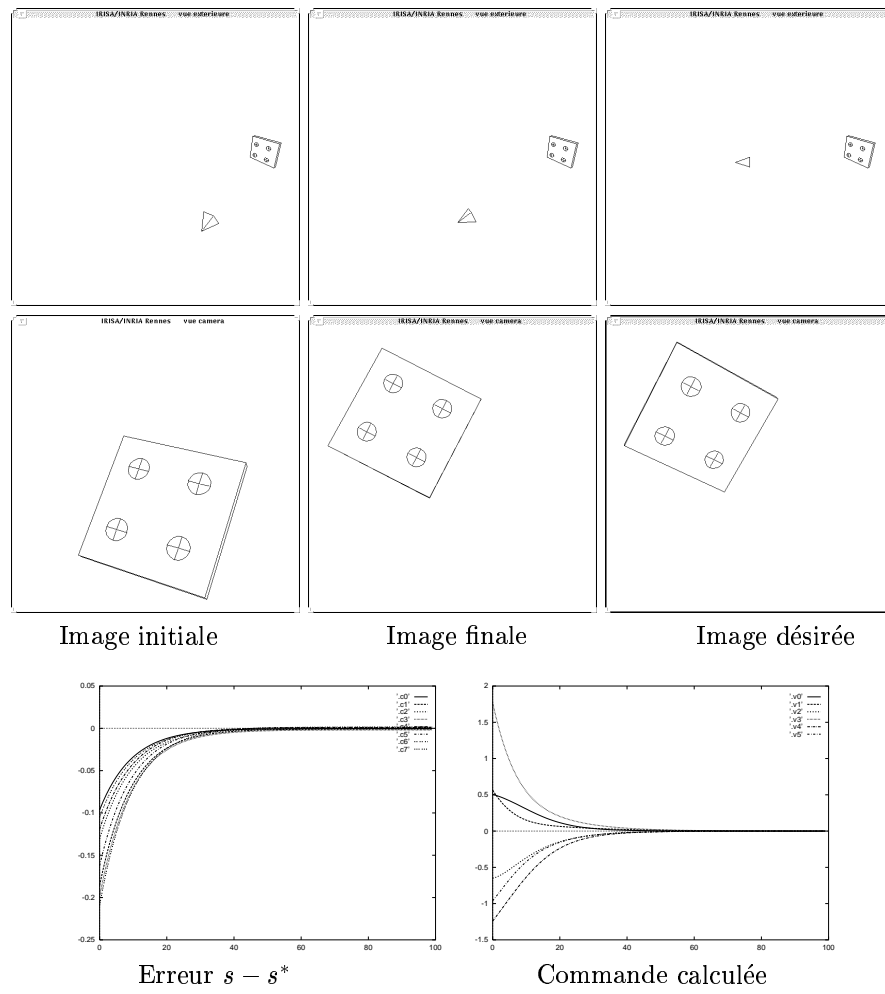 IRISA/INRIA Rennes vue exterieure
IRISA/INRIA Rennes vue exterieure
IRISA/INRIA Rennes vue exterieure
IRISA/INRIA Rennes vue camera
IRISA/INRIA Rennes vue camera
IRISA/INRIA Rennes vue camera
Image initiale
Image finale
Image désirée
0.05
0
-0.05
-0.1
-0.15
-0.2
-0.25
0 20 40 60 80 100
'.c0'
'.c1'
'.c2'
'.c3'
'.c5'
'.c6'
'.c7'
Erreur s − s*
2
1.5
1
0.5
0
-0.5
-1
-1.5
0 20 40 60 80 100
'.v0'
'.v1'
'.v2'
'.v3'
'.v4'
'.v5'
Commande calculée